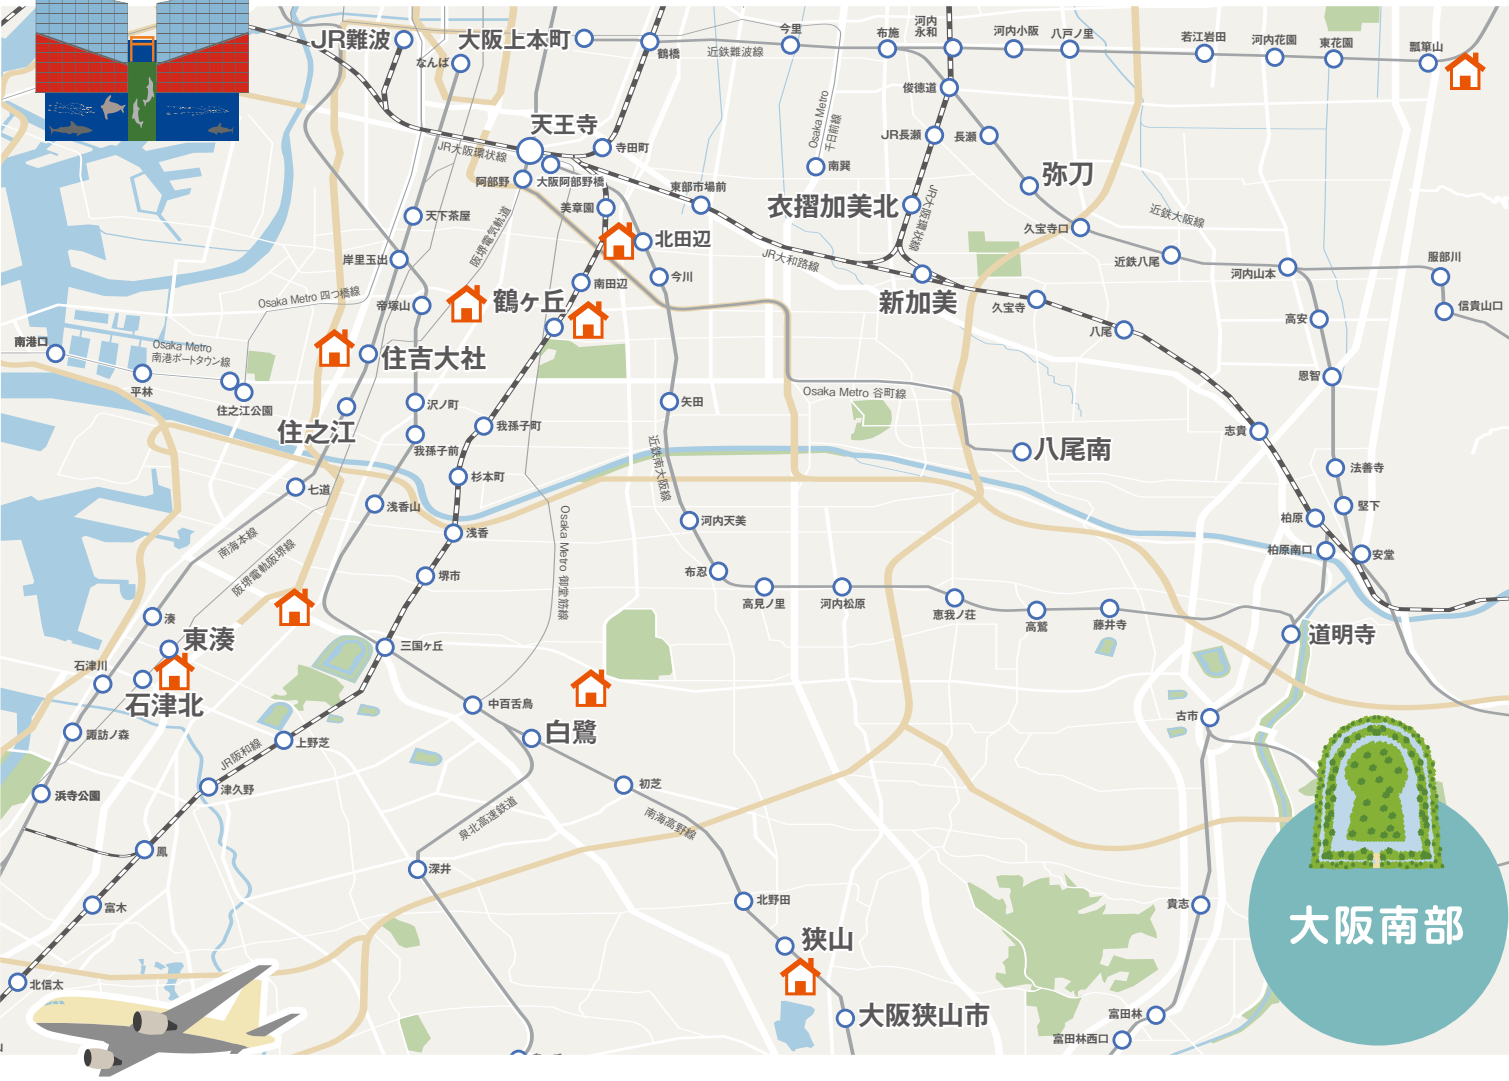 JR難波
なんば
大阪上本町
鶴橋
近鉄難波線
今里
布施
河内
永和
河内小阪
八戸ノ里
若江岩田
河内花園
東花園
瓢箪山
俊徳道
JR長瀬
長瀬
Osaka Metro
千日前線
南巽
天王寺
寺田町
JR大阪環状線
阿部野
大阪阿部野橋
東部市場前
美章園
弥刀
衣摺加美北
JR大阪環状線
久宝寺口
近鉄大阪線
近鉄八尾
河内山本
服部川
信貴山口
高安
恩智
天下茶屋
阪堺電気軌道
北田辺
今川
JR大和路線
新加美
久宝寺
八尾
岸里玉出
Osaka Metro 四つ橋線
帝塚山
鶴ヶ丘
南田辺
南港口
Osaka Metro
南港ポートタウン線
平林
住之江公園
住吉大社
住之江
沢ノ町
我孫子前
我孫子町
矢田
Osaka Metro 谷町線
八尾南
志貴
法善寺
堅下
柏原
柏原南口
安堂
近鉄南大阪線
杉本町
七道
浅香山
浅香
河内天美
南海本線
阪堺電軌阪堺線
Osaka Metro 御堂筋線
堺市
布忍
高見ノ里
河内松原
恵我ノ荘
高鷲
藤井寺
道明寺
湊
東湊
石津川
石津北
三国ヶ丘
中百舌鳥
白鷺
古市
諏訪ノ森
上野芝
JR阪和線
津久野
初芝
浜寺公園
泉北高速鉄道
南海高野線
鳳
深井
北野田
富木
貴志
狭山
大阪南部
北信太
大阪狭山市
富田林
富田林西口